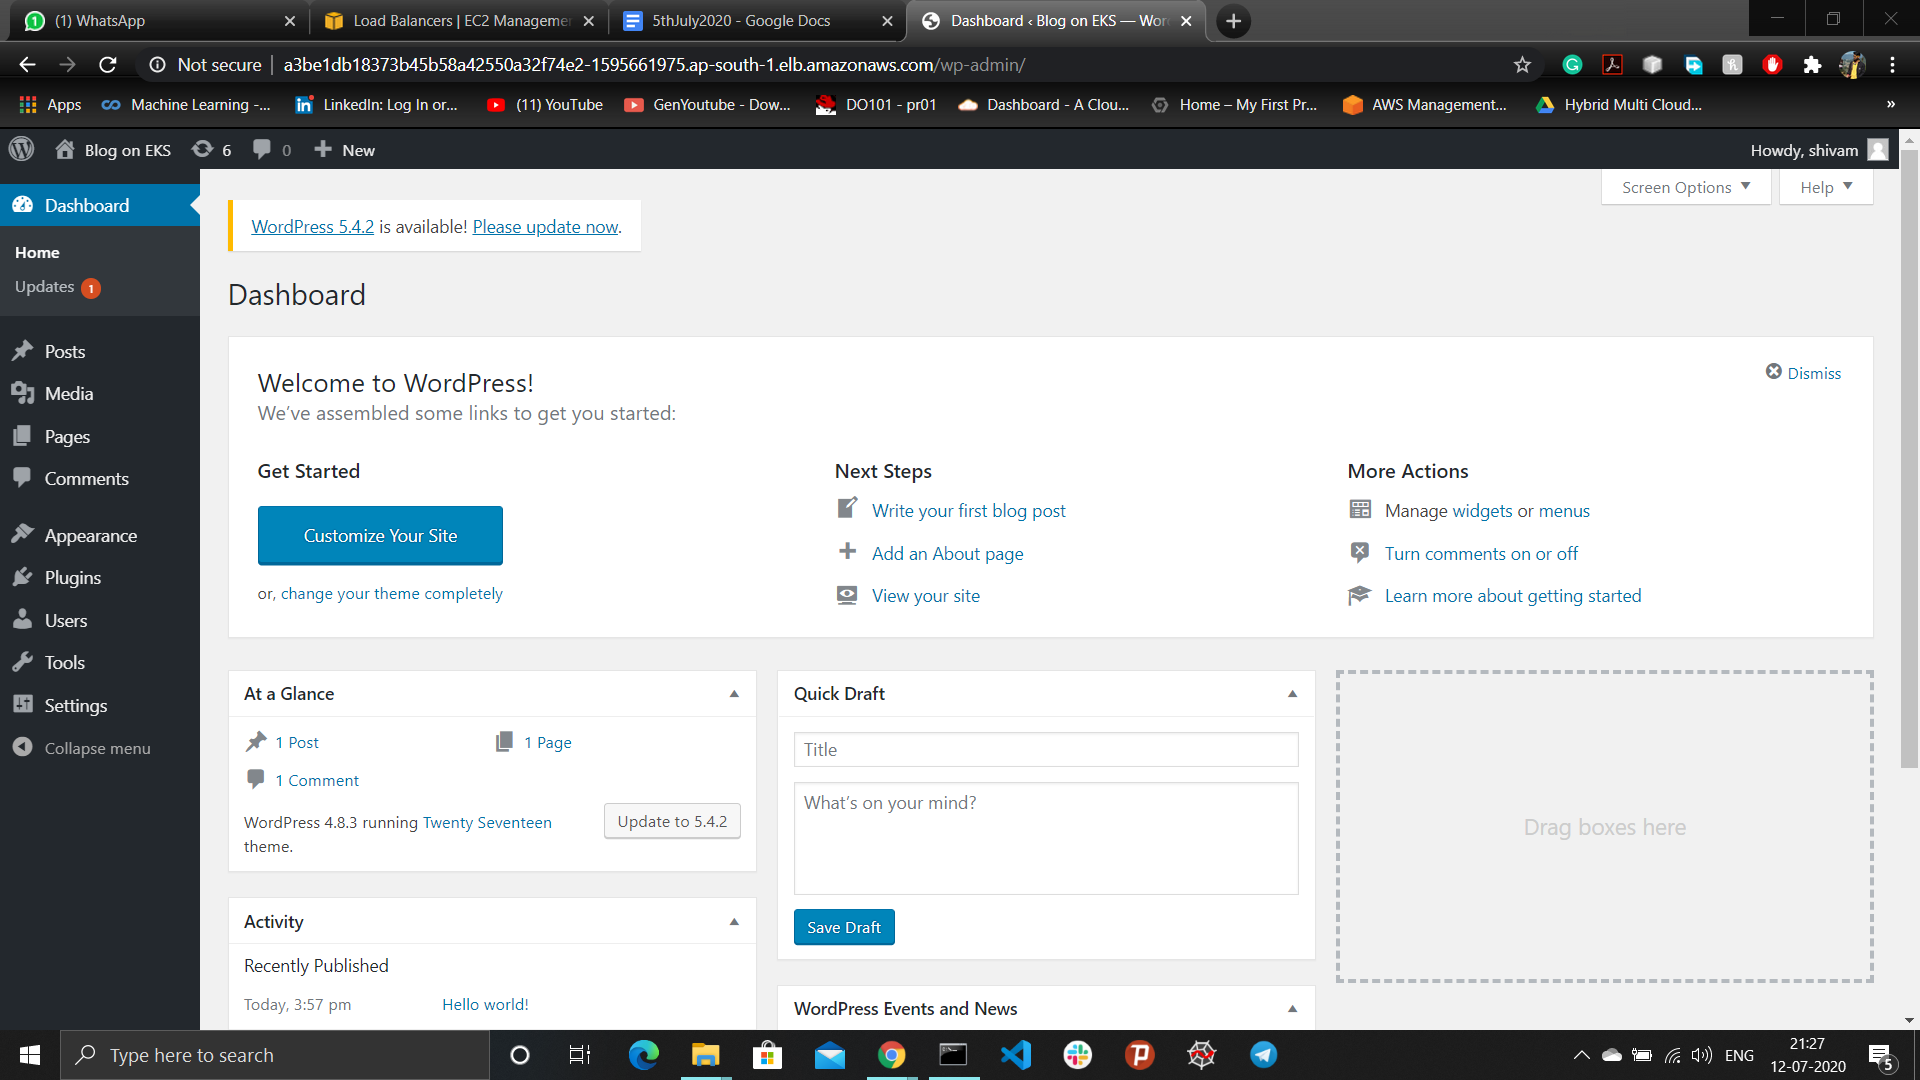 (1) WhatsApp
Load Balancers | EC2 Managemen
5thJuly2020 - Google Docs
Dashboard ‹ Blog on EKS — Wor
Not secure | a3be1db18373b45b58a42550a32f74e2-1595661975.ap-south-1.elb.amazonaws.com/wp-admin/
Apps
Machine Learning -...
LinkedIn: Log In or...
(11) YouTube
GenYoutube - Dow...
DO101 - pr01
Dashboard - A Clou...
Home – My First Pr...
AWS Management...
Hybrid Multi Cloud...
»
Blog on EKS
6
0
New
Howdy, shivam
Screen Options
Help
Dashboard
Home
Updates 1
Posts
Media
Pages
Comments
Appearance
Plugins
Users
Tools
Settings
Collapse menu
WordPress 5.4.2 is available! Please update now.
Dashboard
Welcome to WordPress!
We’ve assembled some links to get you started:
Dismiss
Get Started
Customize Your Site
or, change your theme completely
Next Steps
Write your first blog post
Add an About page
View your site
More Actions
Manage widgets or menus
Turn comments on or off
Learn more about getting started
At a Glance
1 Post
1 Page
1 Comment
WordPress 4.8.3 running Twenty Seventeen
theme.
Update to 5.4.2
Activity
Recently Published
Today, 3:57 pm
Hello world!
Quick Draft
Title
What’s on your mind?
Save Draft
WordPress Events and News
Drag boxes here
Type here to search
ENG
21:27
12-07-2020
5